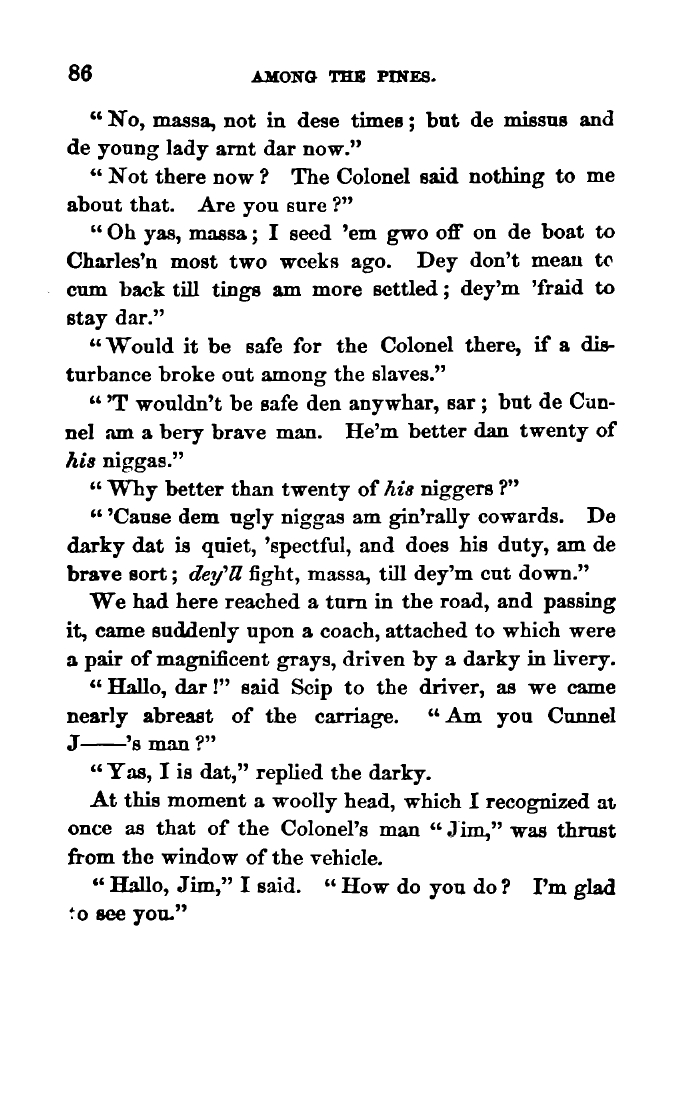 86 AMONG THE PINES.
“No, massa, not in dese times; but de missus and
de young lady arnt dar now.”
“Not there now? The Colonel said nothing to me
about that. Are you sure?”
“Oh yas, massa; I seed ’em gwo off on de boat to
Charles’n most two weeks ago. Dey don’t mean to
cum back till tings am more settled; dey’m ’fraid to
stay dar.”
“Would it be safe for the Colonel there, if a dis-
turbance broke out among the slaves.”
“’T wouldn’t be safe den anywhar, sar; but de Cun-
nel am a bery brave man. He’m better dan twenty of
his niggas.”
“Why better than twenty of his niggers?”
“’Cause dem ugly niggas am gin’rally cowards. De
darky dat is quiet, ’spectful, and does his duty, am de
brave sort; dey’ll fight, massa, till dey’m cut down.”
We had here reached a turn in the road, and passing
it, came suddenly upon a coach, attached to which were
a pair of magnificent grays, driven by a darky in livery.
“Hallo, dar!” said Scip to the driver, as we came
nearly abreast of the carriage. “Am you Cunnel
J——’s man?”
“Yas, I is dat,” replied the darky.
At this moment a woolly head, which I recognized at
once as that of the Colonel’s man “Jim,” was thrust
from the window of the vehicle.
“Hallo, Jim,” I said. “How do you do? I’m glad
to see you.”